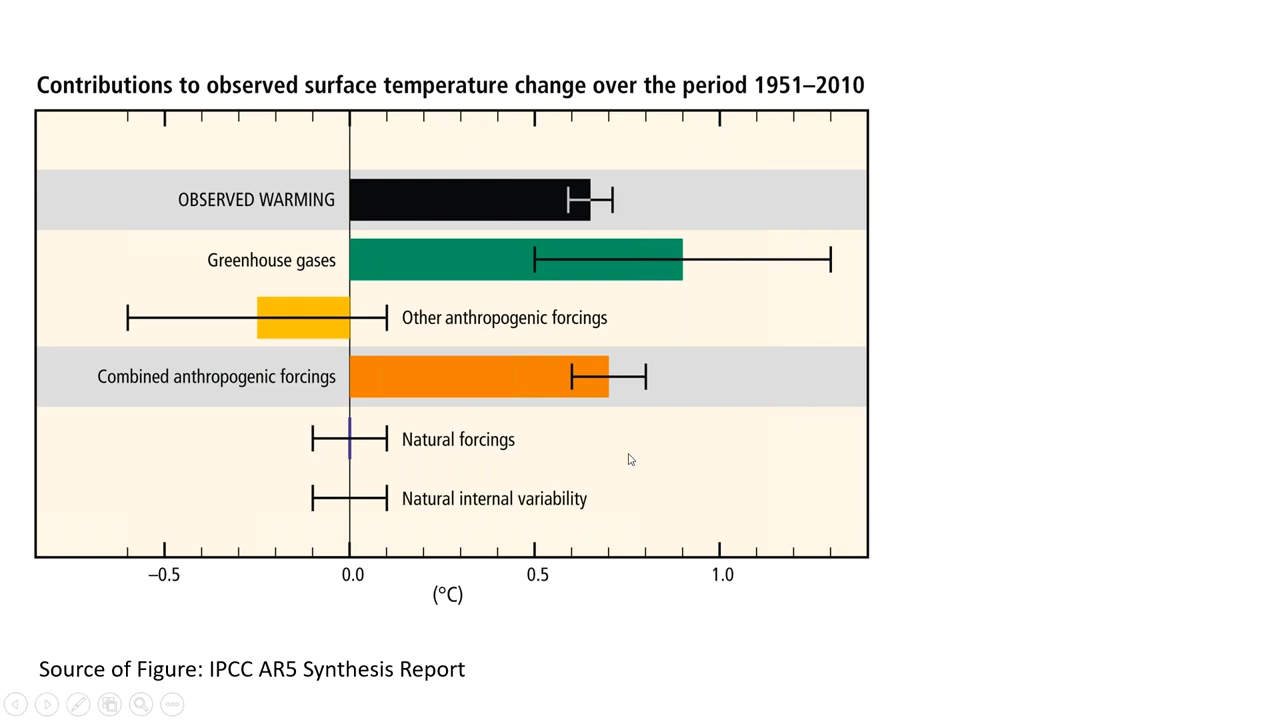 Contributions to observed surface temperature change over the period 1951–2010
OBSERVED WARMING
Greenhouse gases
Other anthropogenic forcings
Combined anthropogenic forcings
Natural forcings
Natural internal variability
–0.5 0.0 0.5 1.0
(°C)
Source of Figure: IPCC AR5 Synthesis Report